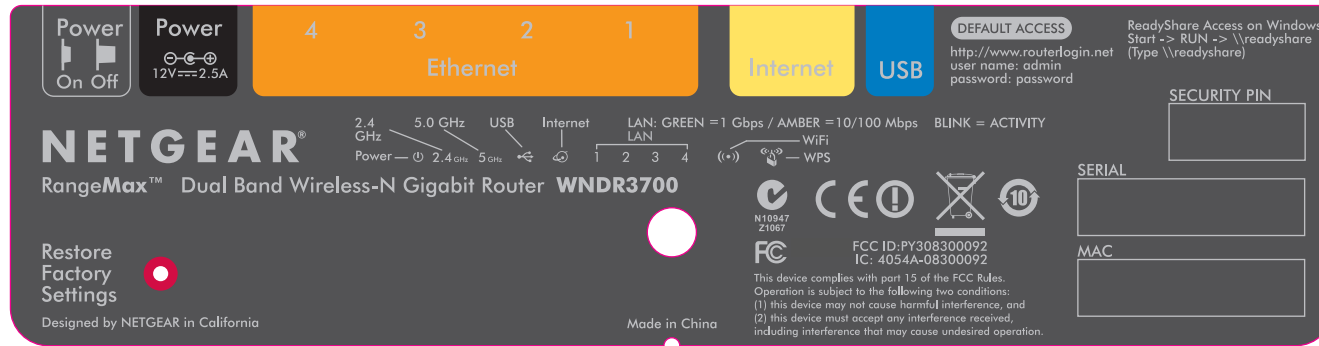 Power
On Off
Power
12V 2.5A
4 3 2 1
Ethernet
Internet
USB
DEFAULT ACCESS
http://www.routerlogin.net
user name: admin
password: password
ReadyShare Access on Windows
Start -> RUN -> \\readyshare
(Type \\readyshare)
SECURITY PIN
NETGEAR®
2.4 GHz
5.0 GHz
USB
Internet
LAN: GREEN =1 Gbps / AMBER =10/100 Mbps BLINK = ACTIVITY
LAN
WiFi
Power
2.4 GHz
5 GHz
1 2 3 4
WPS
RangeMax™ Dual Band Wireless-N Gigabit Router WNDR3700
SERIAL
N10947
Z1067
CE
10
Restore
Factory
Settings
FC
FCC ID:PY308300092
IC: 4054A-08300092
MAC
This device complies with part 15 of the FCC Rules.
Operation is subject to the following two conditions:
(1) this device may not cause harmful interference, and
(2) this device must accept any interference received,
including interference that may cause undesired operation.
Designed by NETGEAR in California
Made in China